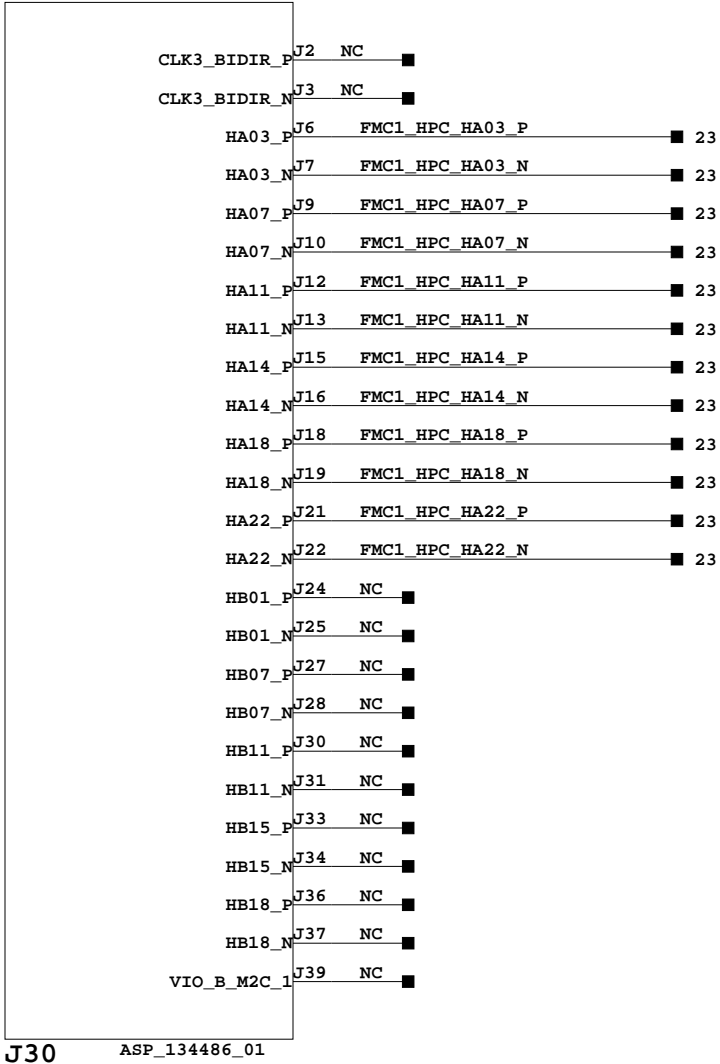 CLK3_BIDIR_P J2 NC
CLK3_BIDIR_N J3 NC
HA03_P J6 FMC1_HPC_HA03_P 23
HA03_N J7 FMC1_HPC_HA03_N 23
HA07_P J9 FMC1_HPC_HA07_P 23
HA07_N J10 FMC1_HPC_HA07_N 23
HA11_P J12 FMC1_HPC_HA11_P 23
HA11_N J13 FMC1_HPC_HA11_N 23
HA14_P J15 FMC1_HPC_HA14_P 23
HA14_N J16 FMC1_HPC_HA14_N 23
HA18_P J18 FMC1_HPC_HA18_P 23
HA18_N J19 FMC1_HPC_HA18_N 23
HA22_P J21 FMC1_HPC_HA22_P 23
HA22_N J22 FMC1_HPC_HA22_N 23
HB01_P J24 NC
HB01_N J25 NC
HB07_P J27 NC
HB07_N J28 NC
HB11_P J30 NC
HB11_N J31 NC
HB15_P J33 NC
HB15_N J34 NC
HB18_P J36 NC
HB18_N J37 NC
VIO_B_M2C_1 J39 NC
J30 ASP_134486_01